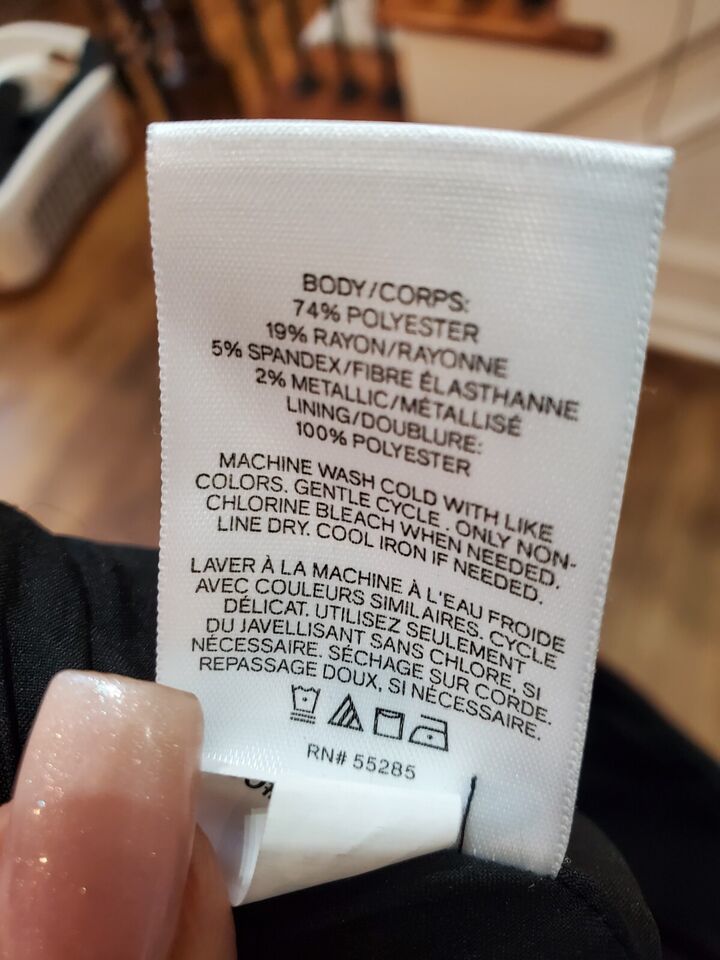 BODY/CORPS:
74% POLYESTER
19% RAYON/RAYONNE
5% SPANDEX/FIBRE ÉLASTHANNE
2% METALLIC/MÉTALLISÉ
LINING/DOUBLURE:
100% POLYESTER
MACHINE WASH COLD WITH LIKE
COLORS. GENTLE CYCLE . ONLY NON-
CHLORINE BLEACH WHEN NEEDED.
LINE DRY. COOL IRON IF NEEDED.
LAVER À LA MACHINE À L'EAU FROIDE
AVEC COULEURS SIMILAIRES. CYCLE
DÉLICAT. UTILISEZ SEULEMENT
DU JAVELLISANT SANS CHLORE, SI
NÉCESSAIRE. SÉCHAGE SUR CORDE.
REPASSAGE DOUX, SI NÉCESSAIRE.
RN# 55285